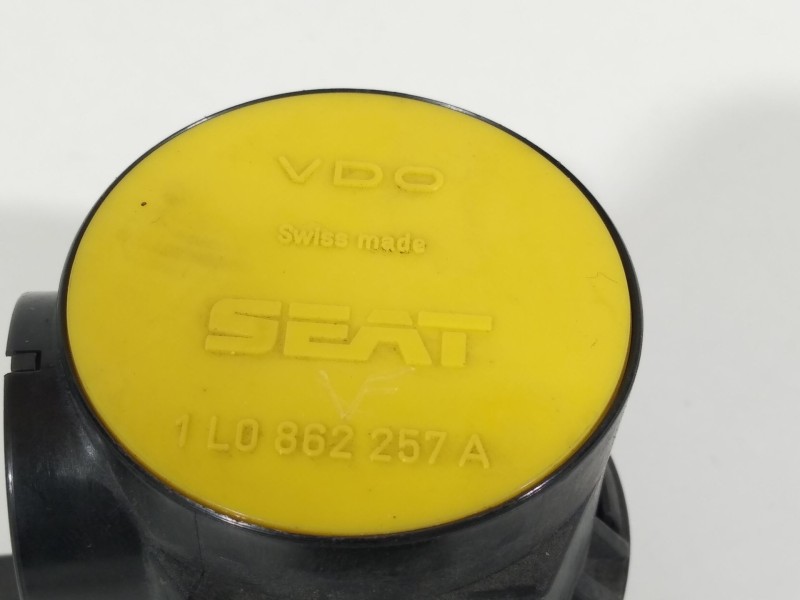 VDO
Swiss made
SEAT
1 L0 862 257 A